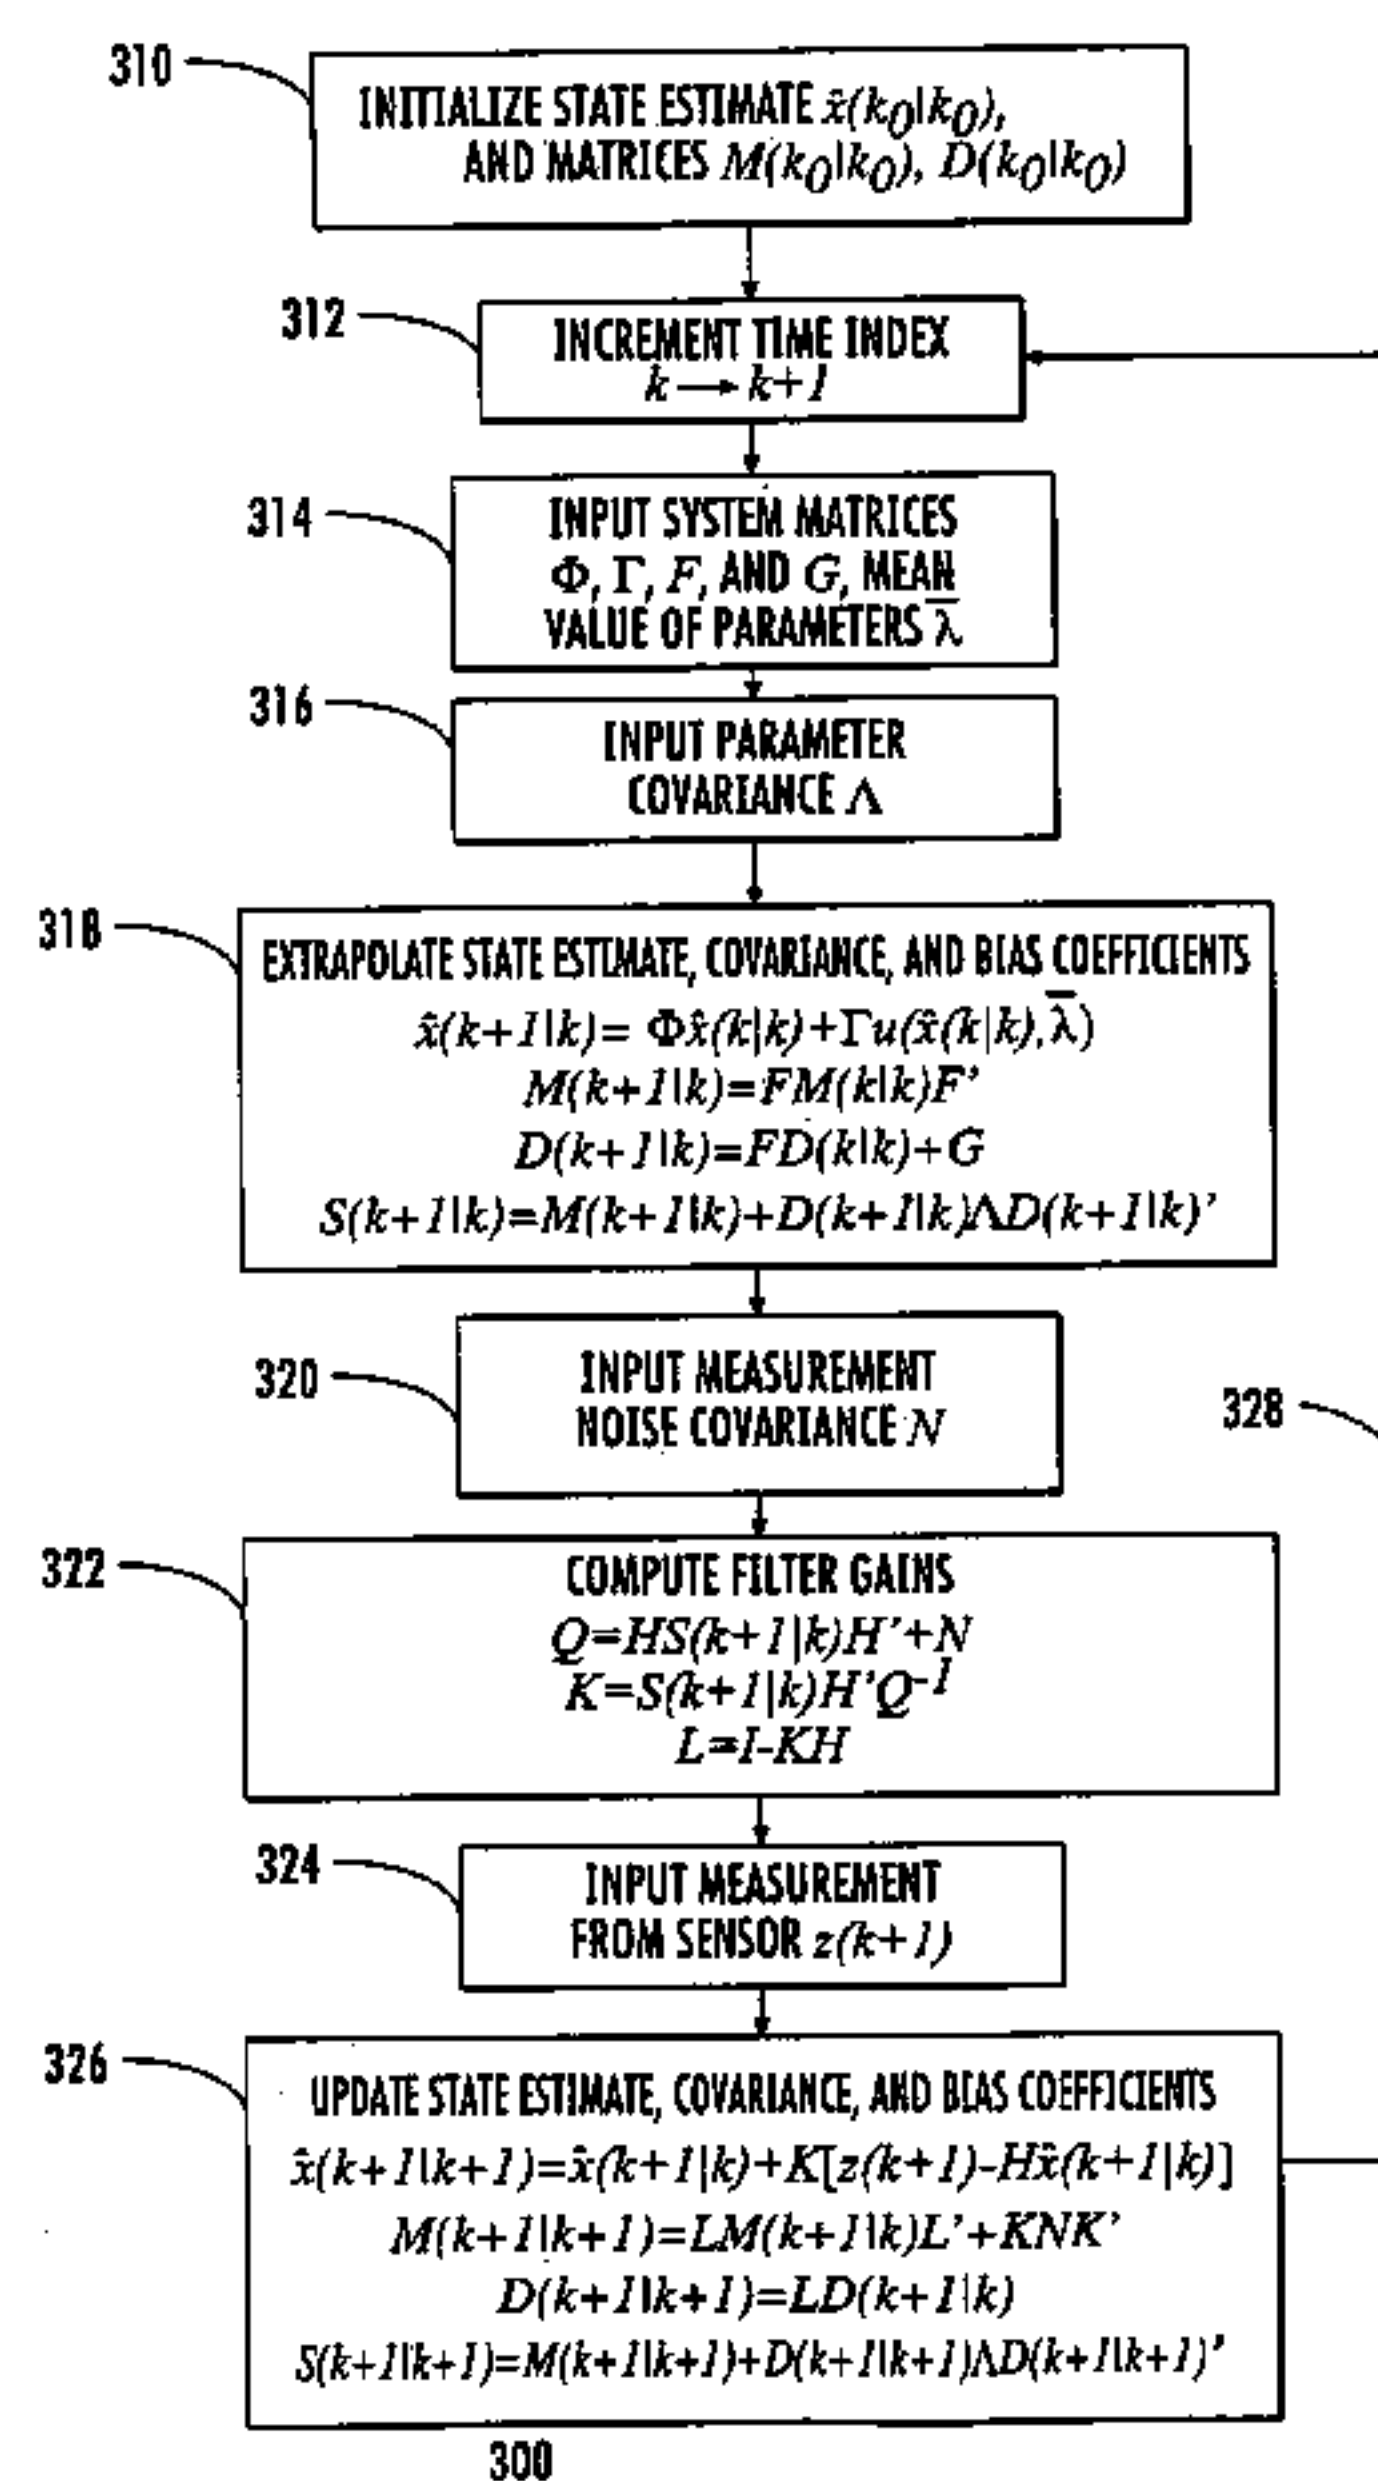 310
INITIALIZE STATE ESTIMATE x̂(k₀|k₀),
AND MATRICES M(k₀|k₀), D(k₀|k₀)
312
INCREMENT TIME INDEX
k → k+1
314
INPUT SYSTEM MATRICES
Φ, Γ, F, AND G, MEAN
VALUE OF PARAMETERS λ̄
316
INPUT PARAMETER
COVARIANCE Λ
318
EXTRAPOLATE STATE ESTIMATE, COVARIANCE, AND BIAS COEFFICIENTS
x̂(k+1|k)= Φx̂(k|k)+Γu(x̂(k|k),λ̄)
M(k+1|k)=FM(k|k)F'
D(k+1|k)=FD(k|k)+G
S(k+1|k)=M(k+1|k)+D(k+1|k)ΛD(k+1|k)'
320
INPUT MEASUREMENT
NOISE COVARIANCE N
328
322
COMPUTE FILTER GAINS
Q=HS(k+1|k)H'+N
K=S(k+1|k)H'Q⁻¹
L=I-KH
324
INPUT MEASUREMENT
FROM SENSOR z(k+1)
326
UPDATE STATE ESTIMATE, COVARIANCE, AND BIAS COEFFICIENTS
x̂(k+1|k+1)=x̂(k+1|k)+K[z(k+1)-Hx̂(k+1|k)]
M(k+1|k+1)=LM(k+1|k)L'+KNK'
D(k+1|k+1)=LD(k+1|k)
S(k+1|k+1)=M(k+1|k+1)+D(k+1|k+1)ΛD(k+1|k+1)'
300